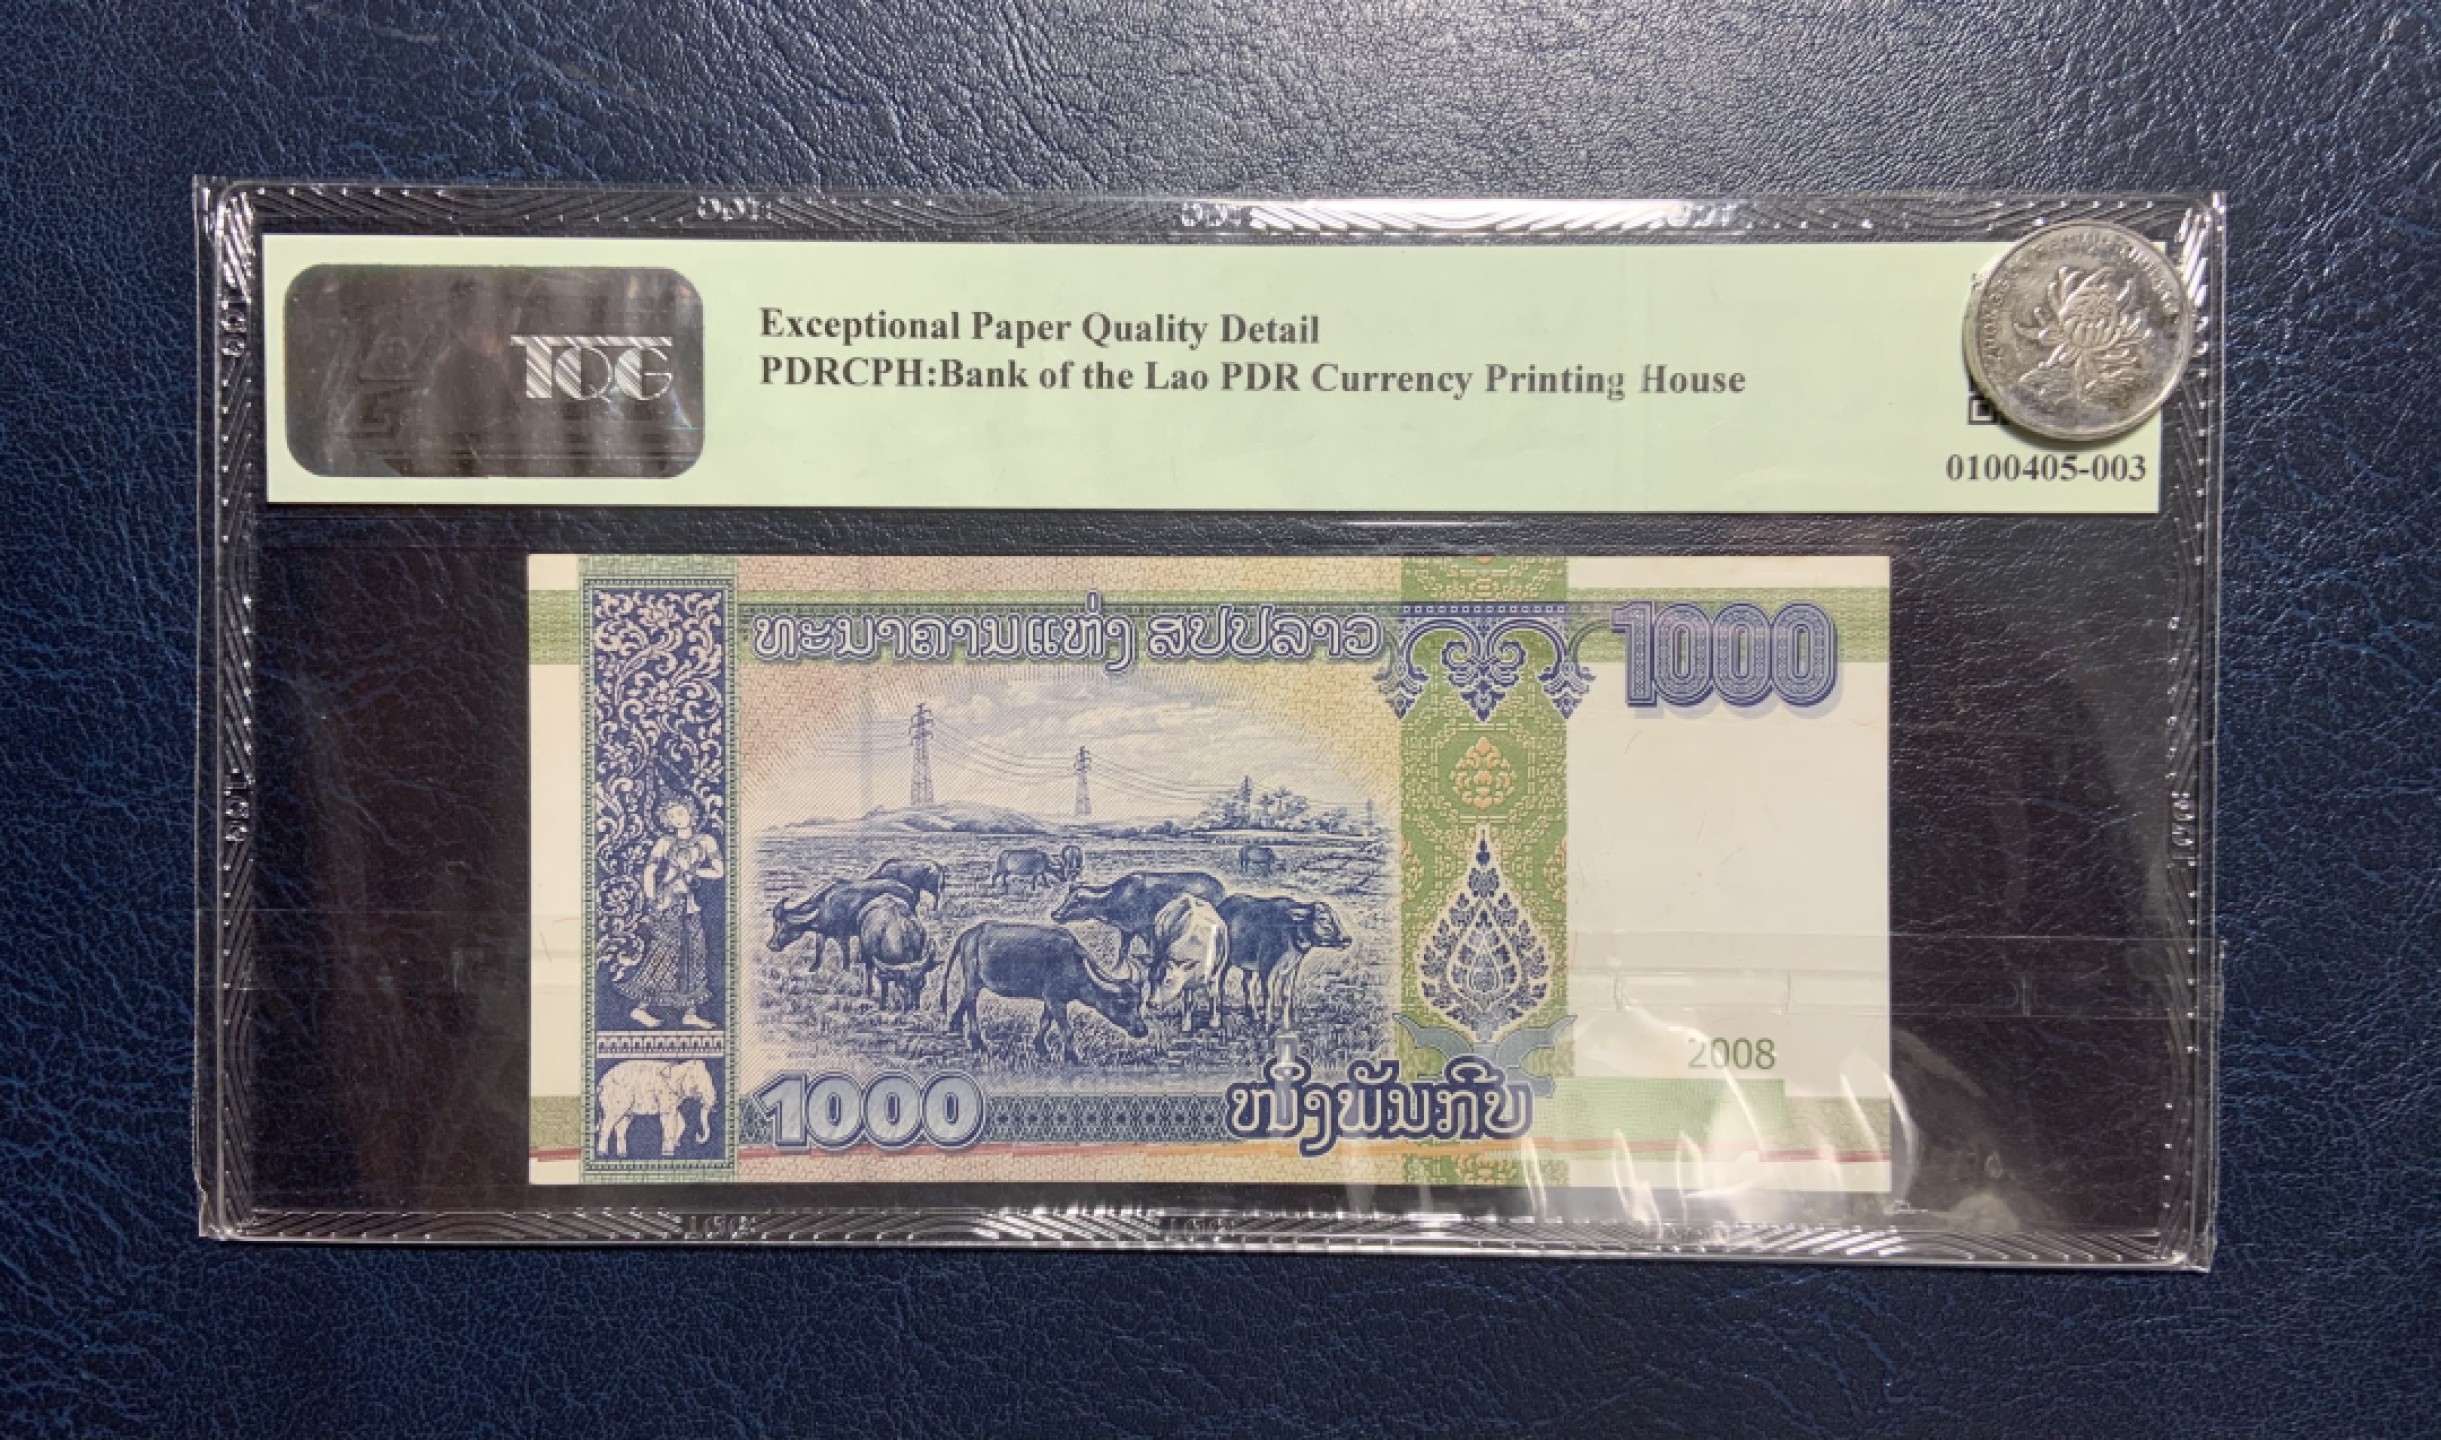 TQG
Exceptional Paper Quality Detail
PDRCPH:Bank of the Lao PDR Currency Printing House
0100405-003
ທະນາຄານແຫ່ງ ສປປລາວ
1000
2008
1000
ໜຶ່ງພັນກີບ